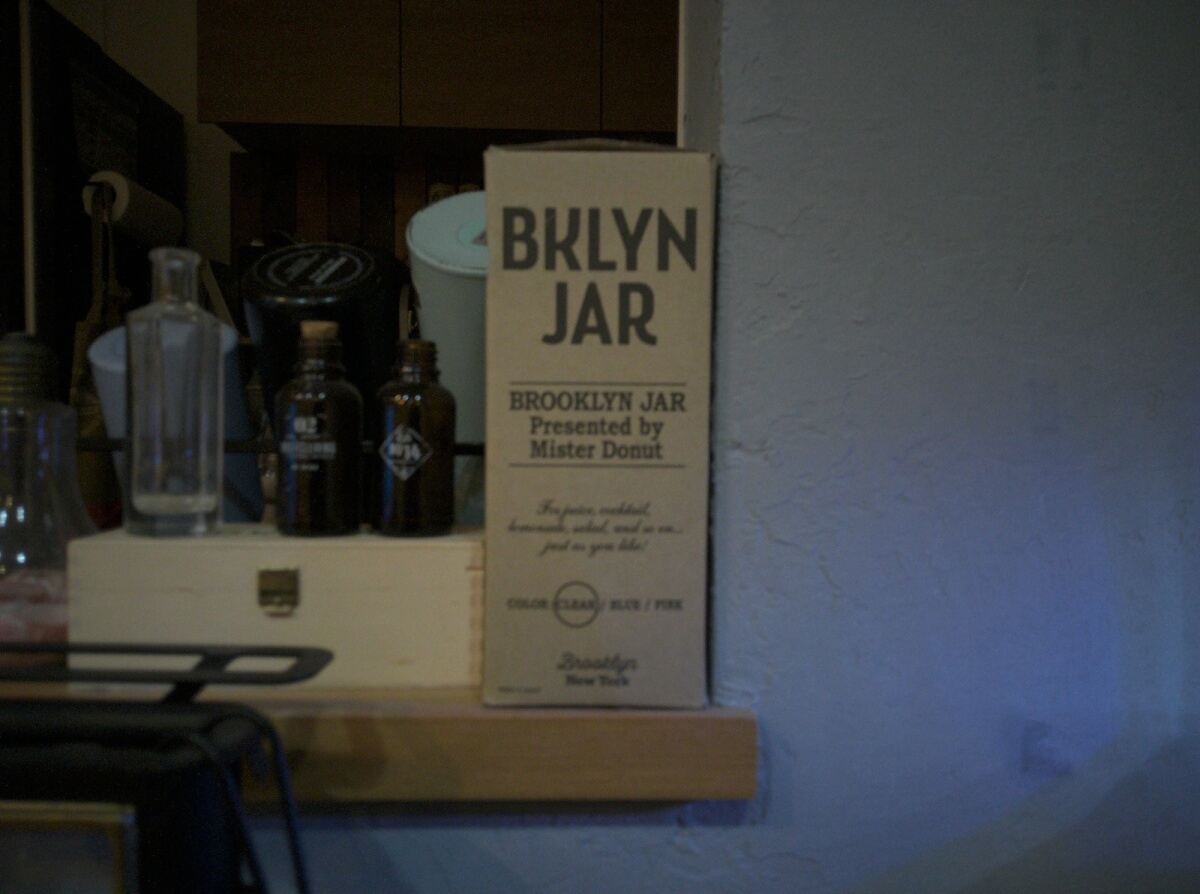 BKLYN
JAR
BROOKLYN JAR
Presented by
Mister Donut
For juice, cocktail,
lemonade, salad, and so on...
just as you like!
COLOR: CLEAR / BLUE / PINK
Brooklyn
New York
02